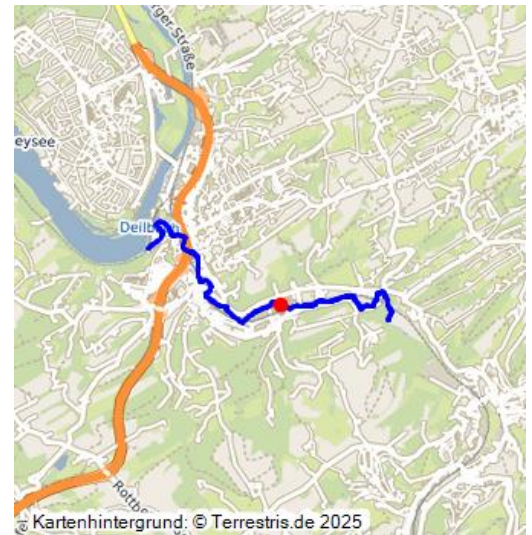 rger Straße
eysee
Deilb
Rottbe
Kartenhintergrund: © Terrestris.de 2025